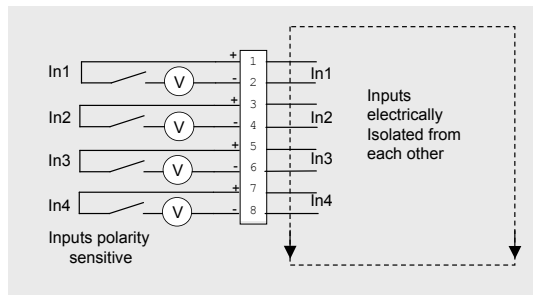 In1
In2
In3
In4
V
V
V
V
+
-
+
-
+
-
+
-
1
2
3
4
5
6
7
8
In1
In2
In3
In4
Inputs
electrically
Isolated from
each other
Inputs polarity
sensitive